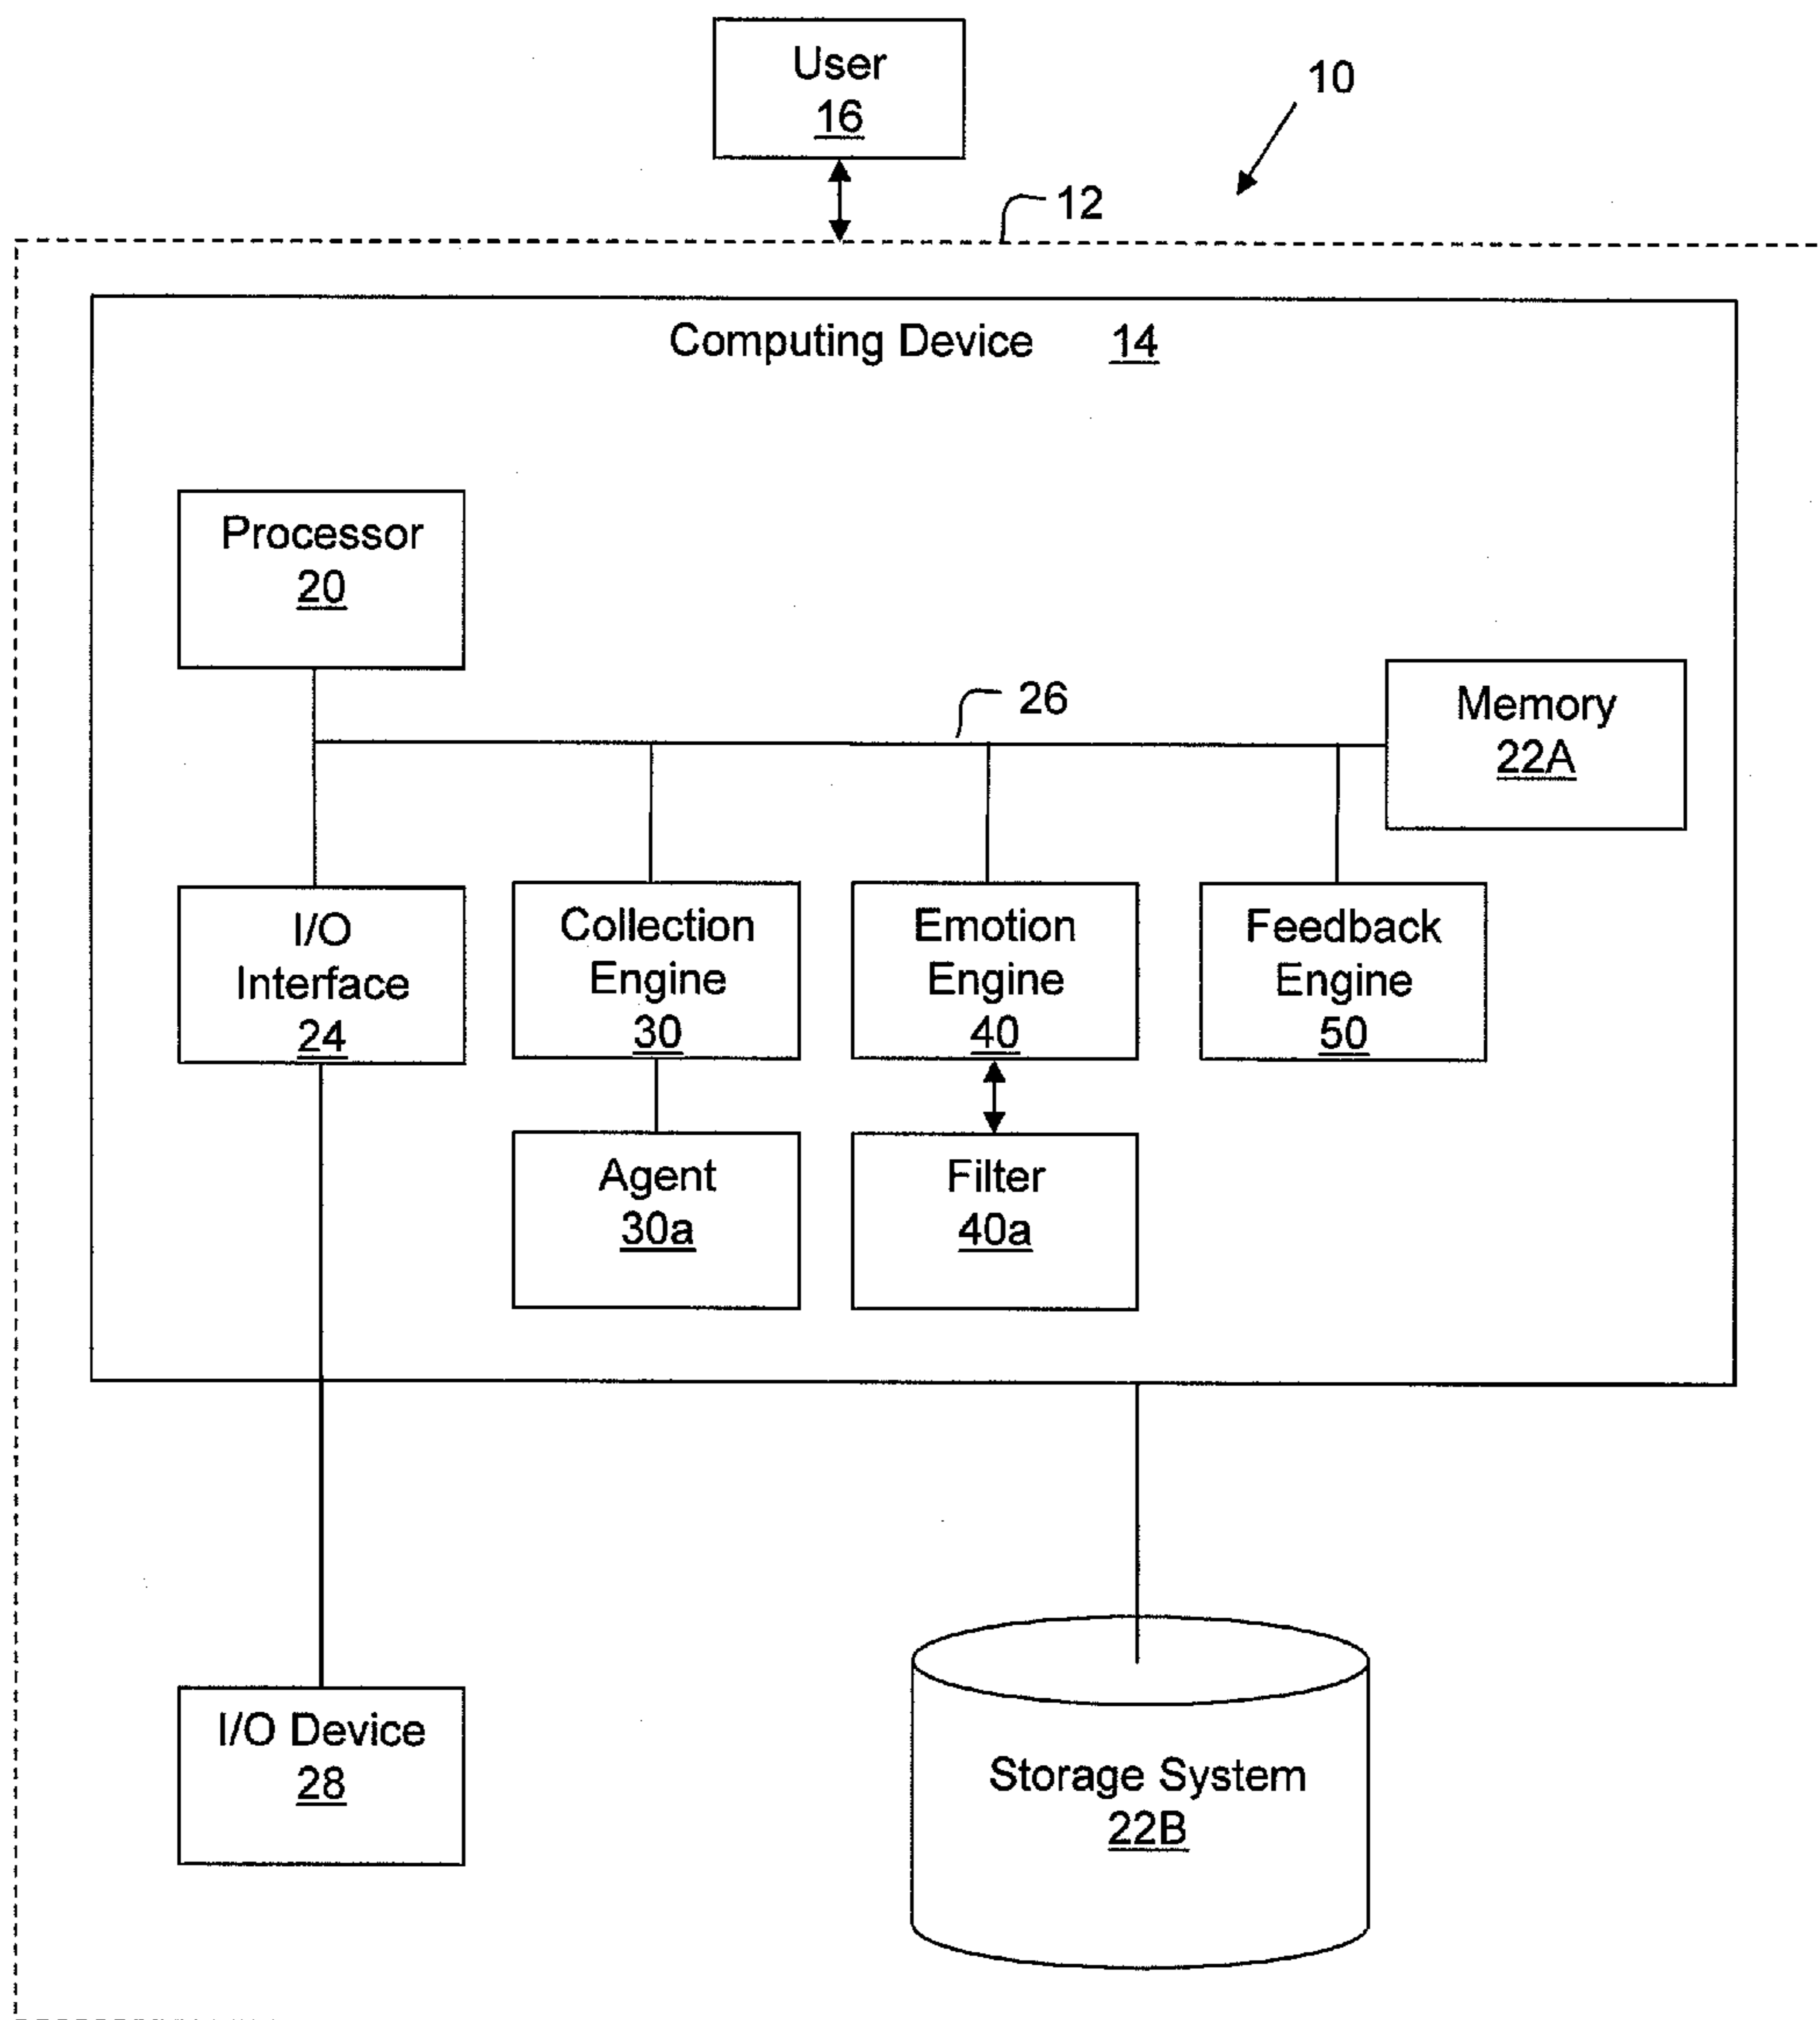 User
16
10
12
Computing Device 14
Processor
20
26
Memory
22A
I/O
Interface
24
Collection
Engine
30
Emotion
Engine
40
Feedback
Engine
50
Agent
30a
Filter
40a
I/O Device
28
Storage System
22B